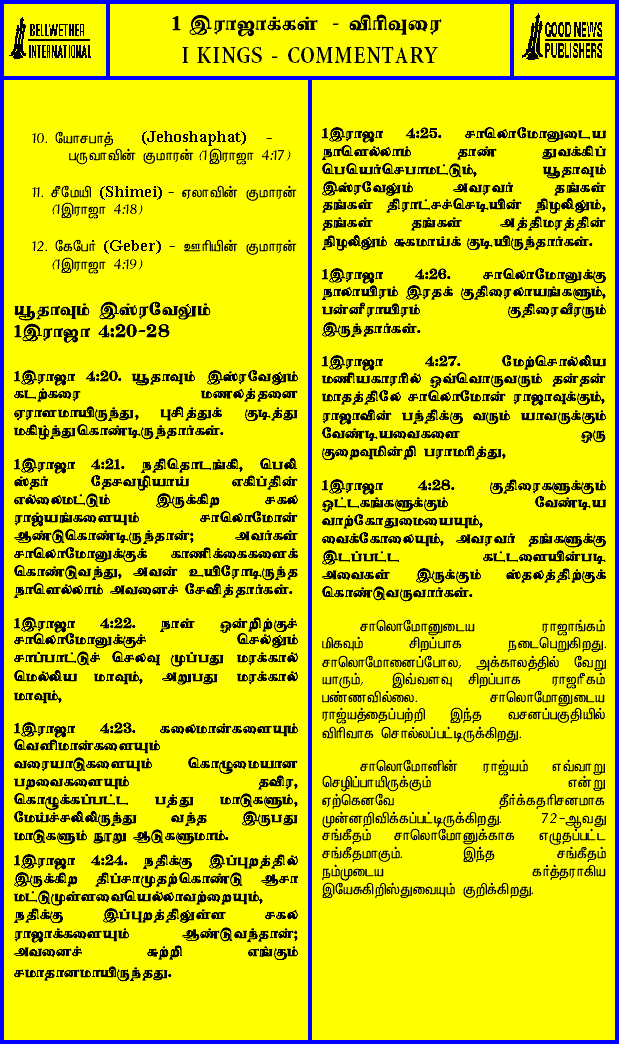 BELLWETHER
INTERNATIONAL
1 இராஜாக்கள் - விரிவுரை
I KINGS - COMMENTARY
GOOD NEWS
PUBLISHERS
10. யோசபாத் (Jehoshaphat) -
பருவாவின் குமாரன் (1இராஜா 4:17)
11. சீமேயி (Shimei) - ஏலாவின் குமாரன்
(1இராஜா 4:18)
12. கேபேர் (Geber) - ஊரியின் குமாரன்
(1இராஜா 4:19)
யூதாவும் இஸ்ரவேலும்
1இராஜா 4:20-28
1இராஜா 4:20. யூதாவும் இஸ்ரவேலும்
கடற்கரை மணலத்தனை
ஏராளமாயிருந்து, புசித்துக் குடித்து
மகிழ்ந்துகொண்டிருந்தார்கள்.
1இராஜா 4:21. நதிதொடங்கி, பெலி
ஸ்தர் தேசவழியாய் எகிப்தின்
எல்லைமட்டும் இருக்கிற சகல
ராஜ்யங்களையும் சாலொமோன்
ஆண்டுகொண்டிருந்தான்; அவர்கள்
சாலொமோனுக்குக் காணிக்கைகளைக்
கொண்டுவந்து, அவன் உயிரோடிருந்த
நாளெல்லாம் அவனைச் சேவித்தார்கள்.
1இராஜா 4:22. நாள் ஒன்றிற்குச்
சாலொமோனுக்குச் செல்லும்
சாப்பாட்டுச் செலவு முப்பது மரக்கால்
மெல்லிய மாவும், அறுபது மரக்கால்
மாவும்,
1இராஜா 4:23. கலைமான்களையும்
வெளிமான்களையும்
வரையாடுகளையும் கொழுமையான
பறவைகளையும் தவிர,
கொழுக்கப்பட்ட பத்து மாடுகளும்,
மேய்ச்சலிலிருந்து வந்த இருபது
மாடுகளும் நூறு ஆடுகளுமாம்.
1இராஜா 4:24. நதிக்கு இப்புறத்தில்
இருக்கிற திப்சாமுதற்கொண்டு ஆசா
மட்டுமுள்ளவையெல்லாவற்றையும்,
நதிக்கு இப்புறத்திலுள்ள சகல
ராஜாக்களையும் ஆண்டுவந்தான்;
அவனைச் சுற்றி எங்கும்
சமாதானமாயிருந்தது.
1இராஜா 4:25. சாலொமோனுடைய
நாளெல்லாம் தாண் துவக்கிப்
பெயெர்செபாமட்டும், யூதாவும்
இஸ்ரவேலும் அவரவர் தங்கள்
தங்கள் திராட்சச்செடியின் நிழலிலும்,
தங்கள் தங்கள் அத்திமரத்தின்
நிழலிலும் சுகமாய்க் குடியிருந்தார்கள்.
1இராஜா 4:26. சாலொமோனுக்கு
நாலாயிரம் இரதக் குதிரைலாயங்களும்,
பன்னீராயிரம் குதிரைவீரரும்
இருந்தார்கள்.
1இராஜா 4:27. மேற்சொல்லிய
மணியகாரரில் ஒவ்வொருவரும் தன்தன்
மாதத்திலே சாலொமோன் ராஜாவுக்கும்,
ராஜாவின் பந்திக்கு வரும் யாவருக்கும்
வேண்டியவைகளை ஒரு
குறைவுமின்றி பராமரித்து,
1இராஜா 4:28. குதிரைகளுக்கும்
ஒட்டகங்களுக்கும் வேண்டிய
வாற்கோதுமையையும்,
வைக்கோலையும், அவரவர் தங்களுக்கு
இடப்பட்ட கட்டளையின்படி
அவைகள் இருக்கும் ஸ்தலத்திற்குக்
கொண்டுவருவார்கள்.
சாலொமோனுடைய ராஜாங்கம்
மிகவும் சிறப்பாக நடைபெறுகிறது.
சாலொமோனைப்போல, அக்காலத்தில் வேறு
யாரும், இவ்வளவு சிறப்பாக ராஜரீகம்
பண்ணவில்லை. சாலொமோனுடைய
ராஜ்யத்தைப்பற்றி இந்த வசனப்பகுதியில்
விரிவாக சொல்லப்பட்டிருக்கிறது.
சாலொமோனின் ராஜ்யம் எவ்வாறு
செழிப்பாயிருக்கும் என்று
ஏற்கெனவே தீர்க்கதரிசனமாக
முன்னறிவிக்கப்பட்டிருக்கிறது. 72-ஆவது
சங்கீதம் சாலொமோனுக்காக எழுதப்பட்ட
சங்கீதமாகும். இந்த சங்கீதம்
நம்முடைய கர்த்தராகிய
இயேசுகிறிஸ்துவையும் குறிக்கிறது.